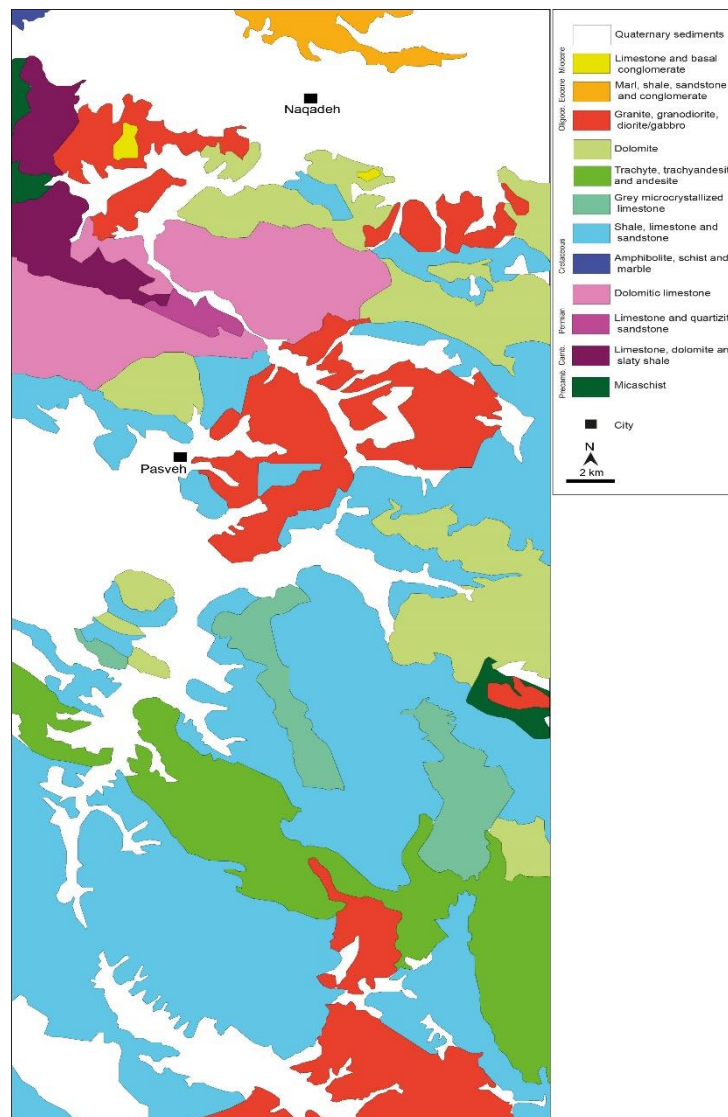 Naqadeh
Pasveh
Quaternary sediments
Limestone and basal
conglomerate
Marl, shale, sandstone
and conglomerate
Granite, granodiorite,
diorite/gabbro
Dolomite
Trachyte, trachyandesit
and andesite
Grey microcrystallized
limestone
Shale, limestone and
sandstone
Amphibolite, schist and
marble
Dolomitic limestone
Limestone and quartizit
sandstone
Limestone, dolomite an
slaty shale
Micaschist
City
N
2 km
Miocene
Eocene
Oligoce.
Cretaceous
Permian
Camb.
Precamb.